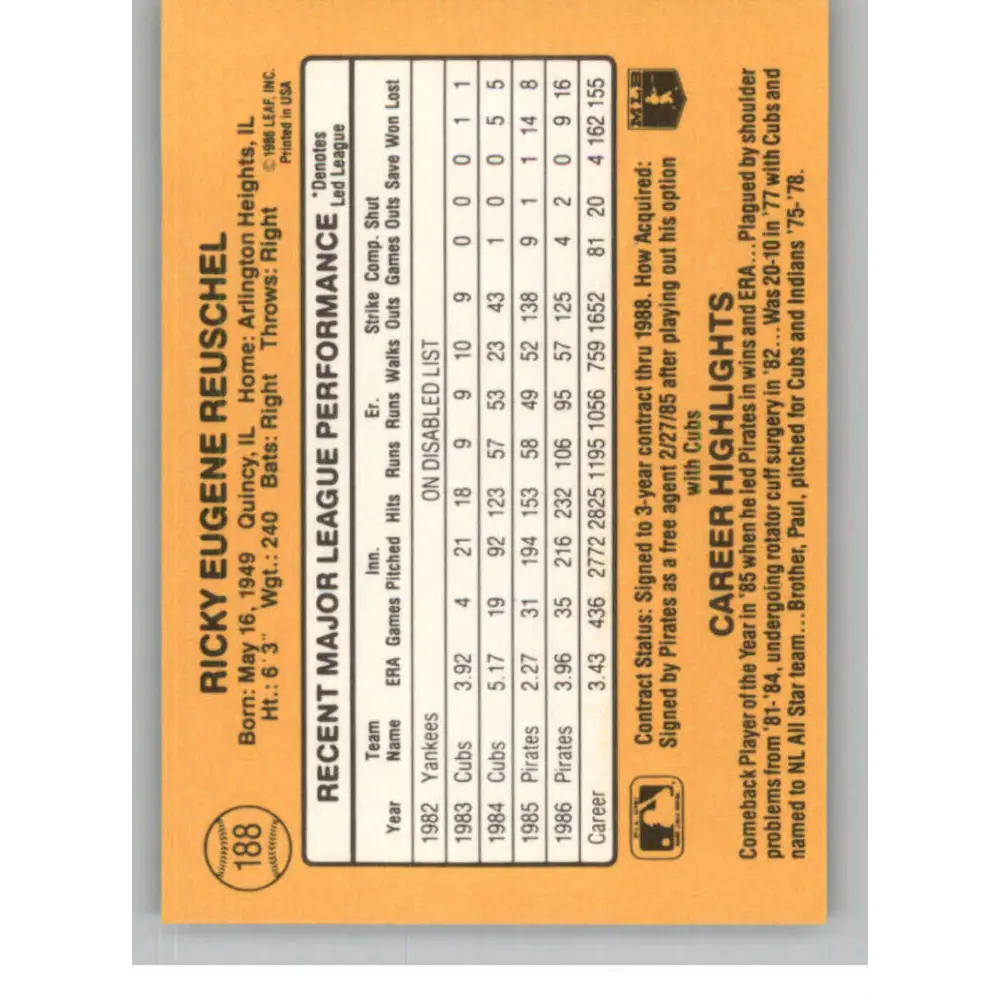 188
RICKY EUGENE REUSCHEL
Born: May 16, 1949 Quincy, IL Home: Arlington Heights, IL
Ht.: 6' 3" Wgt.: 240 Bats: Right Throws: Right
© 1986 LEAF, INC.
Printed in USA
RECENT MAJOR LEAGUE PERFORMANCE *Denotes Led League
Year Team Name ERA Games Inn. Pitched Hits Runs Er. Runs Walks Strike Outs Comp. Games Shut Outs Save Won Lost
1982 Yankees ON DISABLED LIST
1983 Cubs 3.92 4 21 18 9 9 10 9 0 0 0 1 1
1984 Cubs 5.17 19 92 123 57 53 23 43 1 0 0 5 5
1985 Pirates 2.27 31 194 153 58 49 52 138 9 1 1 14 8
1986 Pirates 3.96 35 216 232 106 95 57 125 4 2 0 9 16
Career 3.43 436 2772 2825 1195 1056 759 1652 81 20 4 162 155
Contract Status: Signed to 3-year contract thru 1988. How Acquired:
Signed by Pirates as a free agent 2/27/85 after playing out his option
with Cubs
MLB
CAREER HIGHLIGHTS
Comeback Player of the Year in '85 when he led Pirates in wins and ERA...Plagued by shoulder
problems from '81-'84, undergoing rotator cuff surgery in '82...Was 20-10 in '77 with Cubs and
named to NL All Star team...Brother, Paul, pitched for Cubs and Indians '75-'78.